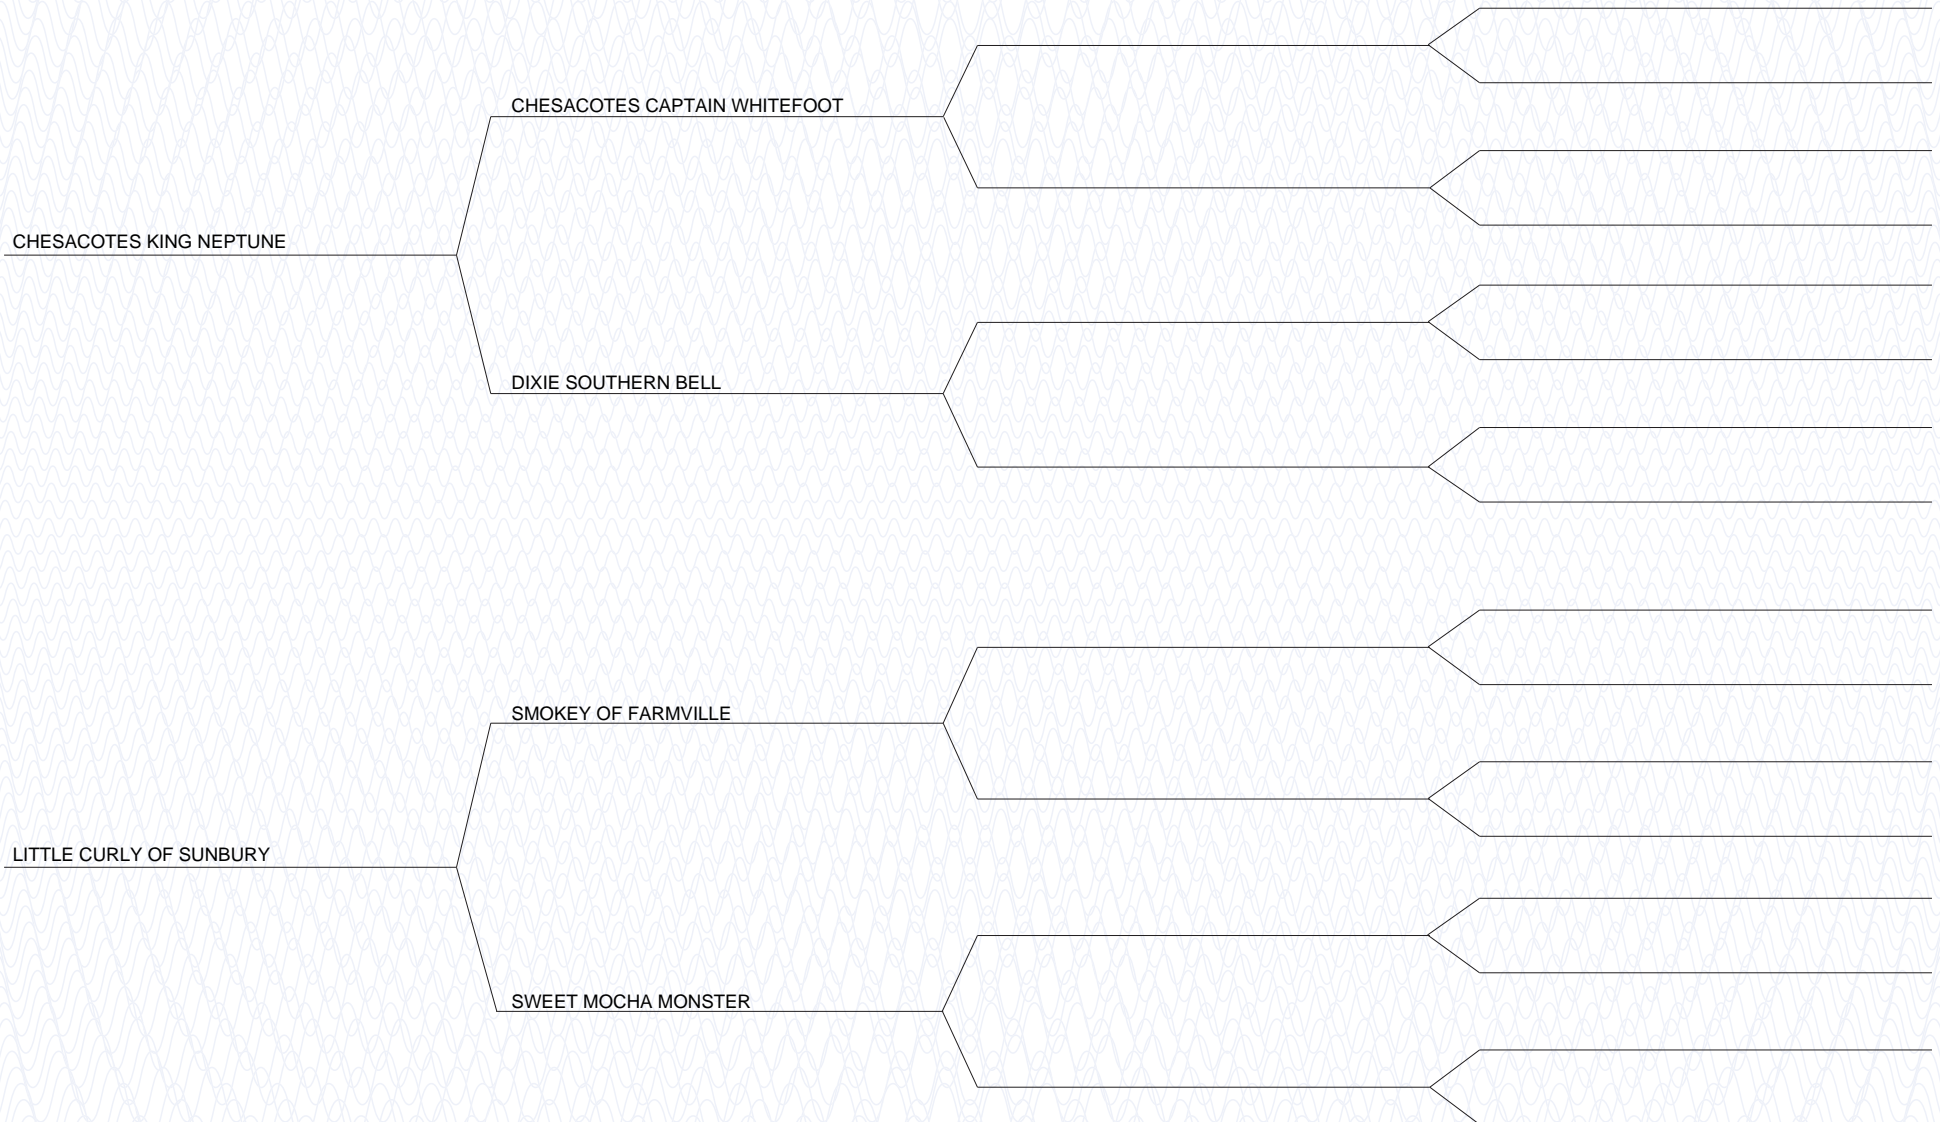 CHESACOTES CAPTAIN WHITEFOOT
CHESACOTES KING NEPTUNE
DIXIE SOUTHERN BELL
SMOKEY OF FARMVILLE
LITTLE CURLY OF SUNBURY
SWEET MOCHA MONSTER